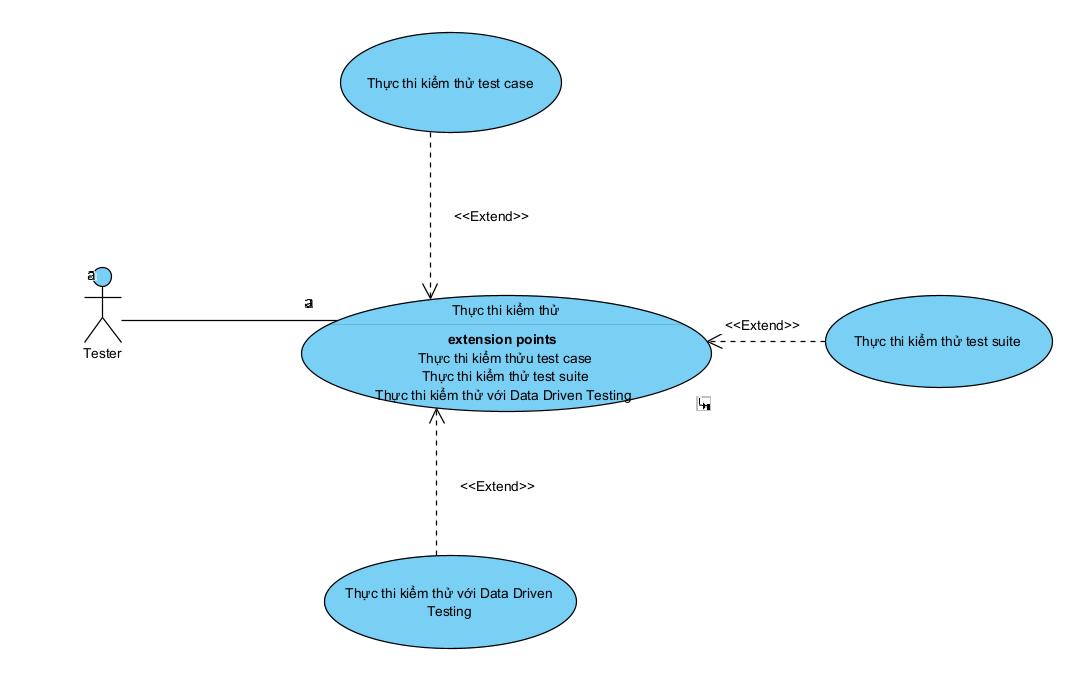 Thực thi kiểm thử test case
<<Extend>>
a
a
Tester
Thực thi kiểm thử
extension points
Thực thi kiểm thửu test case
Thực thi kiểm thử test suite
Thực thi kiểm thử với Data Driven Testing
<<Extend>>
Thực thi kiểm thử test suite
<<Extend>>
Thực thi kiểm thử với Data Driven
Testing